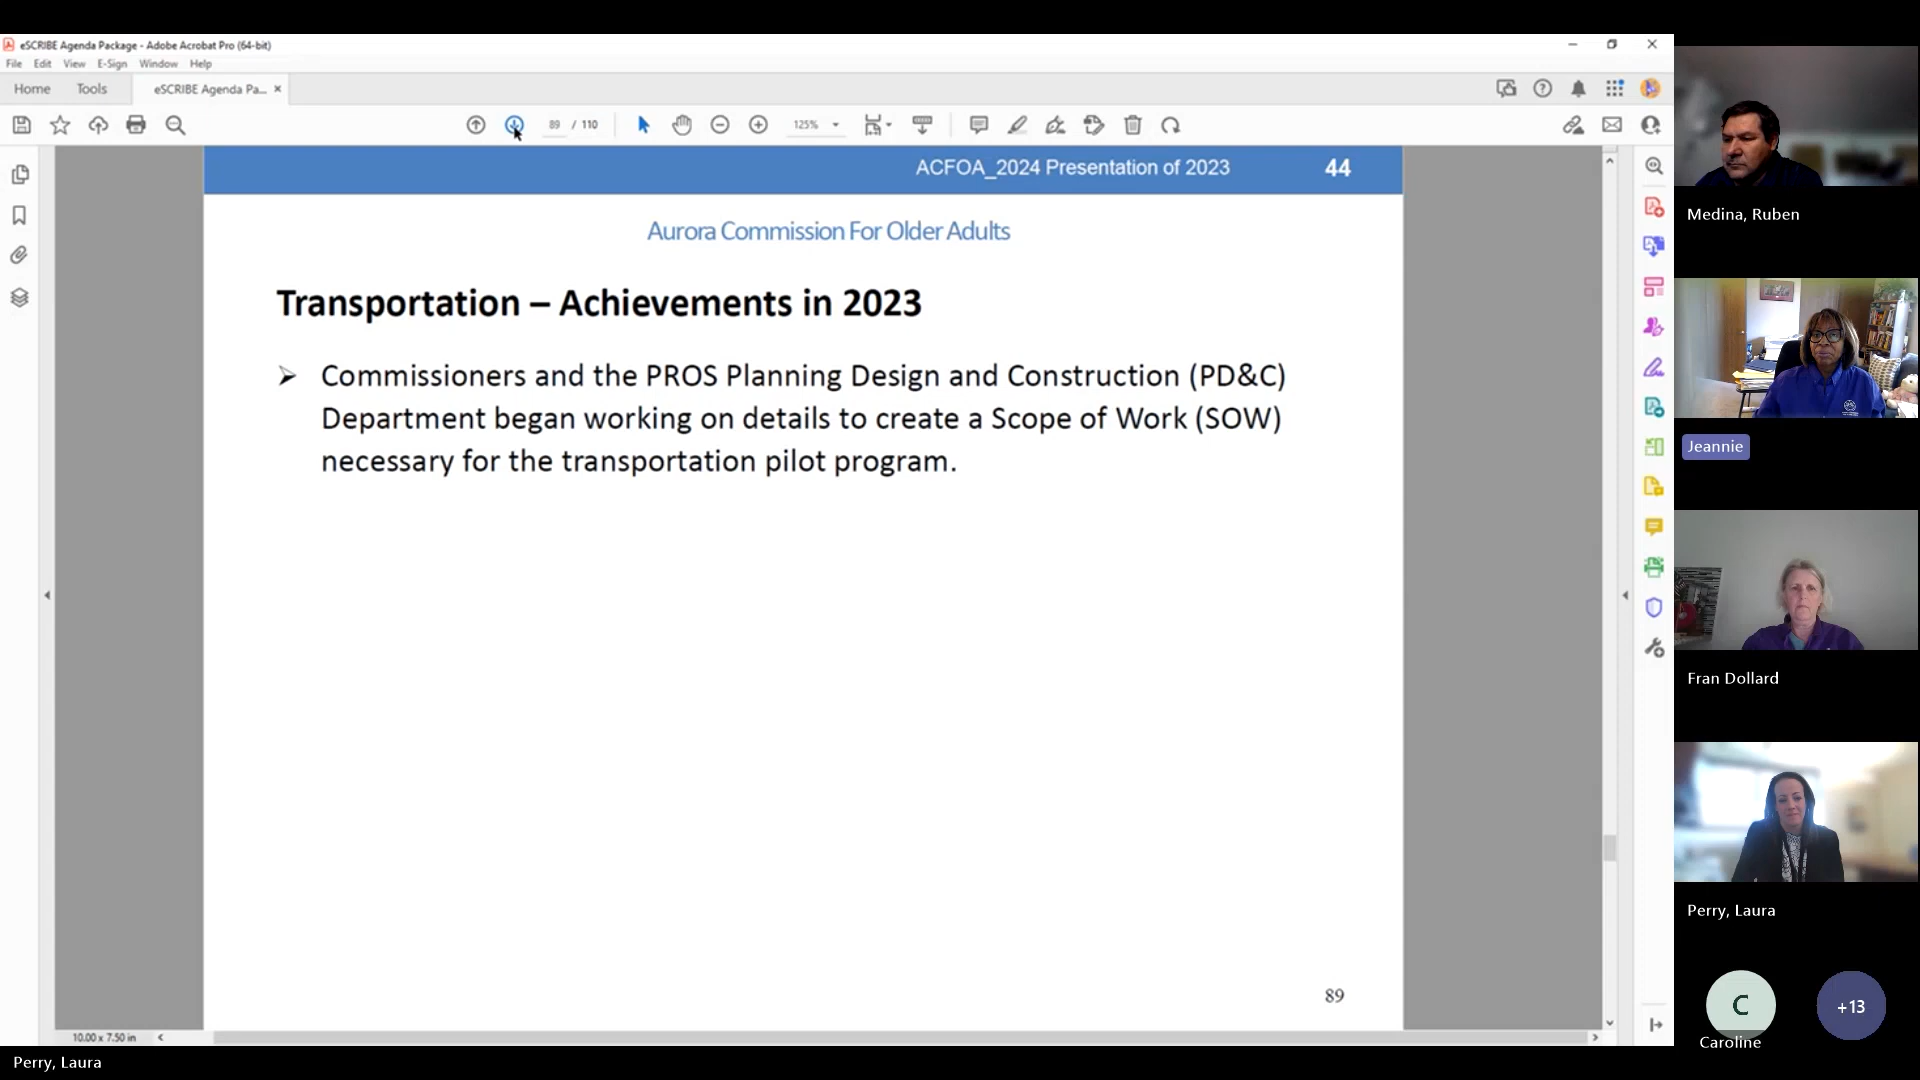 eSCRIBE Agenda Package - Adobe Acrobat Pro (64-bit)
File Edit View E-Sign Window Help
Home Tools eSCRIBE Agenda Pa... ×
89 / 110 125%
ACFOA_2024 Presentation of 2023 44
Aurora Commission For Older Adults
Transportation – Achievements in 2023
➢ Commissioners and the PROS Planning Design and Construction (PD&C)
Department began working on details to create a Scope of Work (SOW)
necessary for the transportation pilot program.
89
10.00 x 7.50 in
Perry, Laura
Medina, Ruben
Jeannie
Fran Dollard
Perry, Laura
C
Caroline
+13